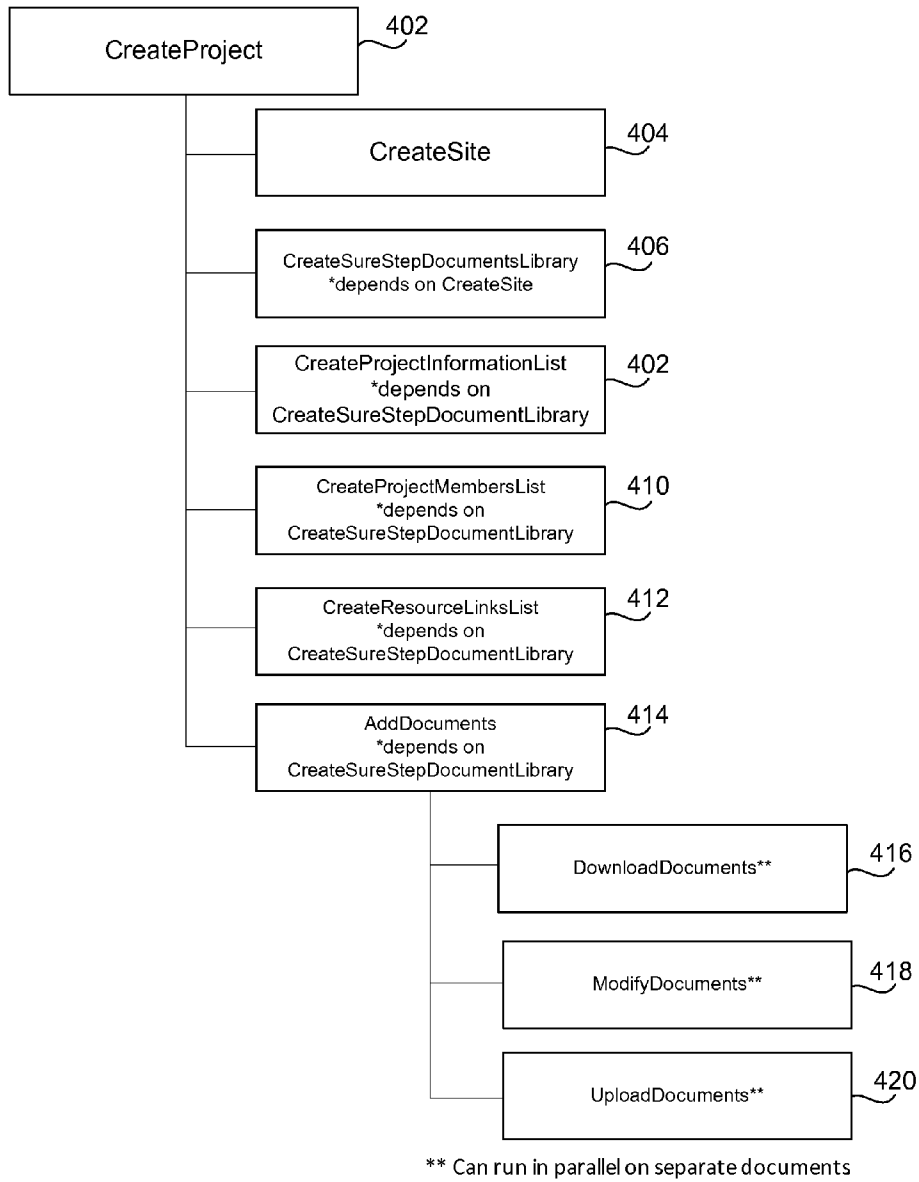 CreateProject
402
CreateSite
404
CreateSureStepDocumentsLibrary
*depends on CreateSite
406
CreateProjectInformationList
*depends on
CreateSureStepDocumentLibrary
402
CreateProjectMembersList
*depends on
CreateSureStepDocumentLibrary
410
CreateResourceLinksList
*depends on
CreateSureStepDocumentLibrary
412
AddDocuments
*depends on
CreateSureStepDocumentLibrary
414
DownloadDocuments**
416
ModifyDocuments**
418
UploadDocuments**
420
** Can run in parallel on separate documents